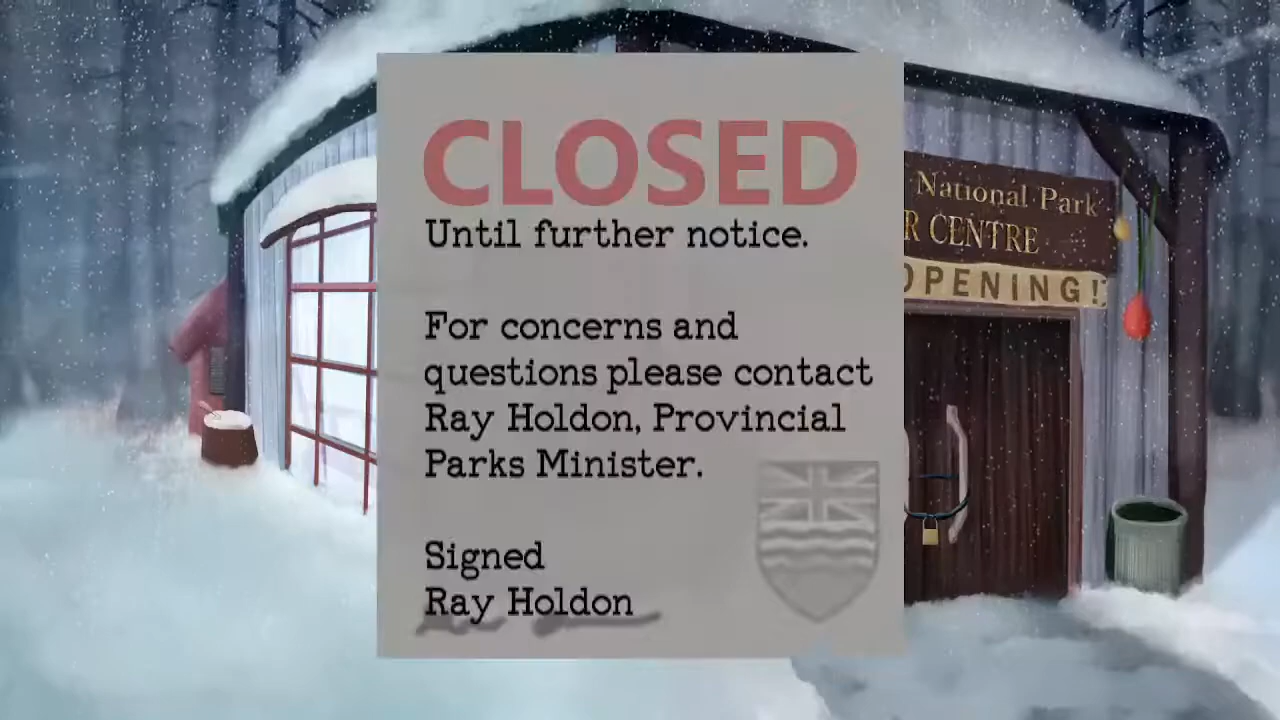 CLOSED
Until further notice.
For concerns and
questions please contact
Ray Holdon, Provincial
Parks Minister.
Signed
Ray Holdon
National Park
CENTRE
OPENING!